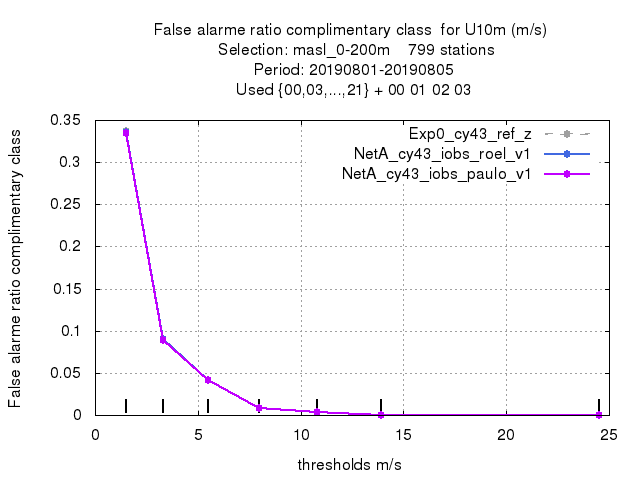 False alarme ratio complimentary class  for U10m (m/s)
Selection: masl_0-200m    799 stations
Period: 20190801-20190805
Used {00,03,...,21} + 00 01 02 03
Exp0_cy43_ref_z
NetA_cy43_iobs_roel_v1
NetA_cy43_iobs_paulo_v1
False alarme ratio complimentary class
0.35
0.3
0.25
0.2
0.15
0.1
0.05
0
0 5 10 15 20 25
thresholds m/s